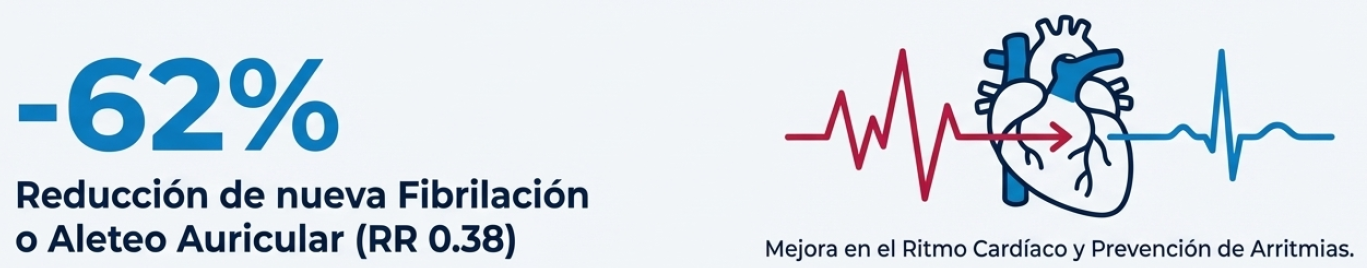 -62%
Reducción de nueva Fibrilación
o Aleteo Auricular (RR 0.38)
Mejora en el Ritmo Cardíaco y Prevención de Arritmias.